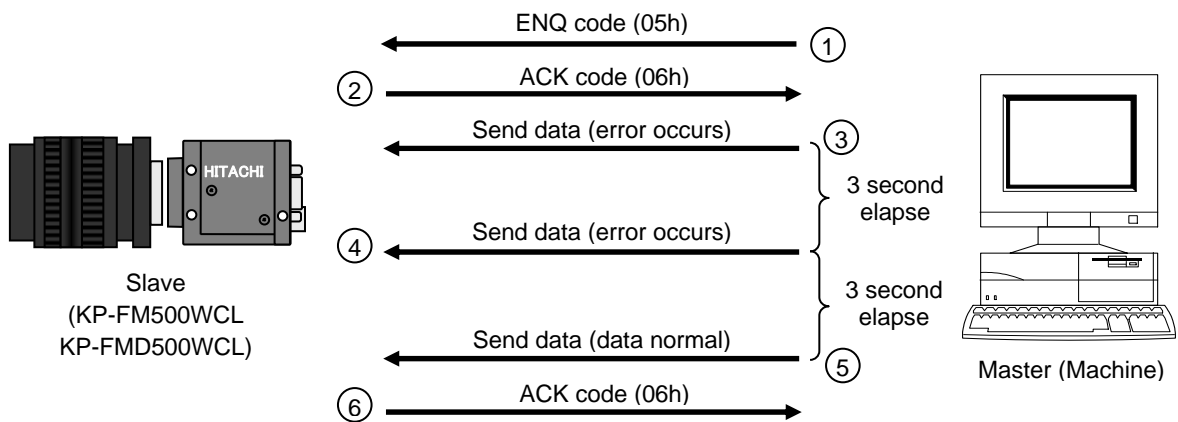 ENQ code (05h)
①
ACK code (06h)
②
Send data (error occurs)
③
HITACHI
3 second
elapse
Send data (error occurs)
④
Slave
(KP-FM500WCL
KP-FMD500WCL)
3 second
elapse
Send data (data normal)
⑤
Master (Machine)
ACK code (06h)
⑥